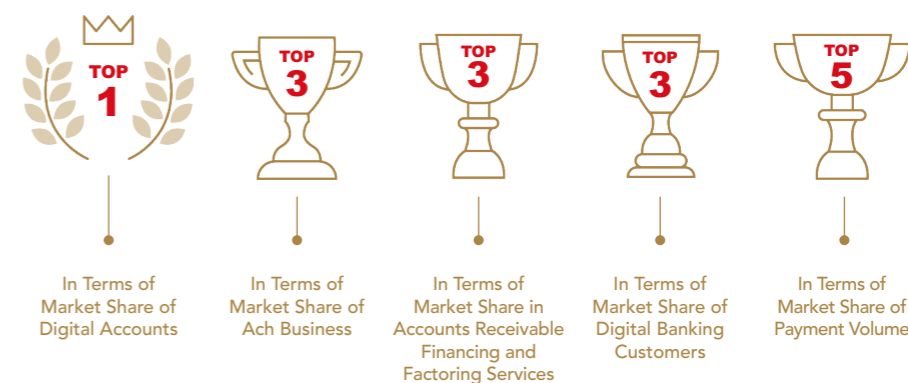 TOP
1
TOP
3
TOP
3
TOP
3
TOP
5
In Terms of
Market Share of
Digital Accounts
In Terms of
Market Share of
Ach Business
In Terms of
Market Share in
Accounts Receivable
Financing and
Factoring Services
In Terms of
Market Share of
Digital Banking
Customers
In Terms of
Market Share of
Payment Volume